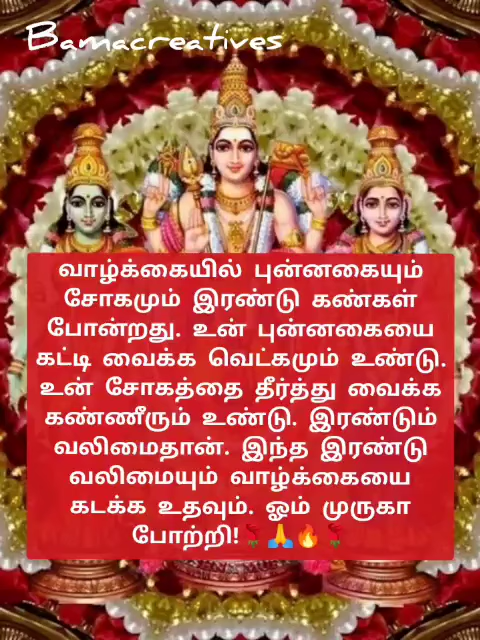 Bamacreatives
வாழ்க்கையில் புன்னகையும்
சோகமும் இரண்டு கண்கள்
போன்றது. உன் புன்னகையை
கட்டி வைக்க வெட்கமும் உண்டு.
உன் சோகத்தை தீர்த்து வைக்க
கண்ணீரும் உண்டு. இரண்டும்
வலிமைதான். இந்த இரண்டு
வலிமையும் வாழ்க்கையை
கடக்க உதவும். ஓம் முருகா
போற்றி!🌹🙏🔥🌹